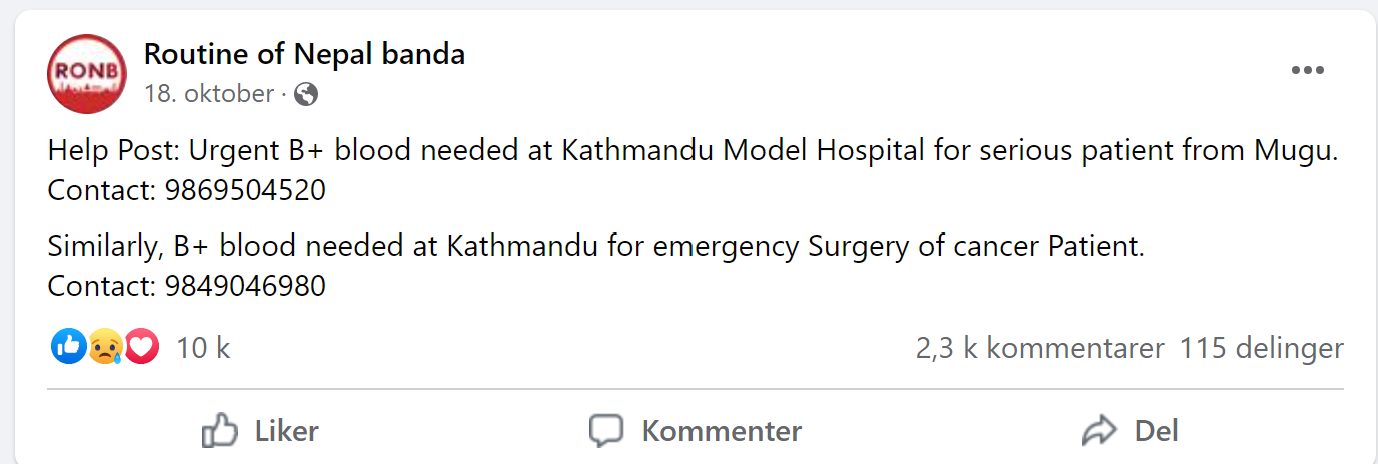 RONB
Routine of Nepal banda
18. oktober ·
Help Post: Urgent B+ blood needed at Kathmandu Model Hospital for serious patient from Mugu.
Contact: 9869504520
Similarly, B+ blood needed at Kathmandu for emergency Surgery of cancer Patient.
Contact: 9849046980
10 k 2,3 k kommentarer 115 delinger
Liker Kommenter Del